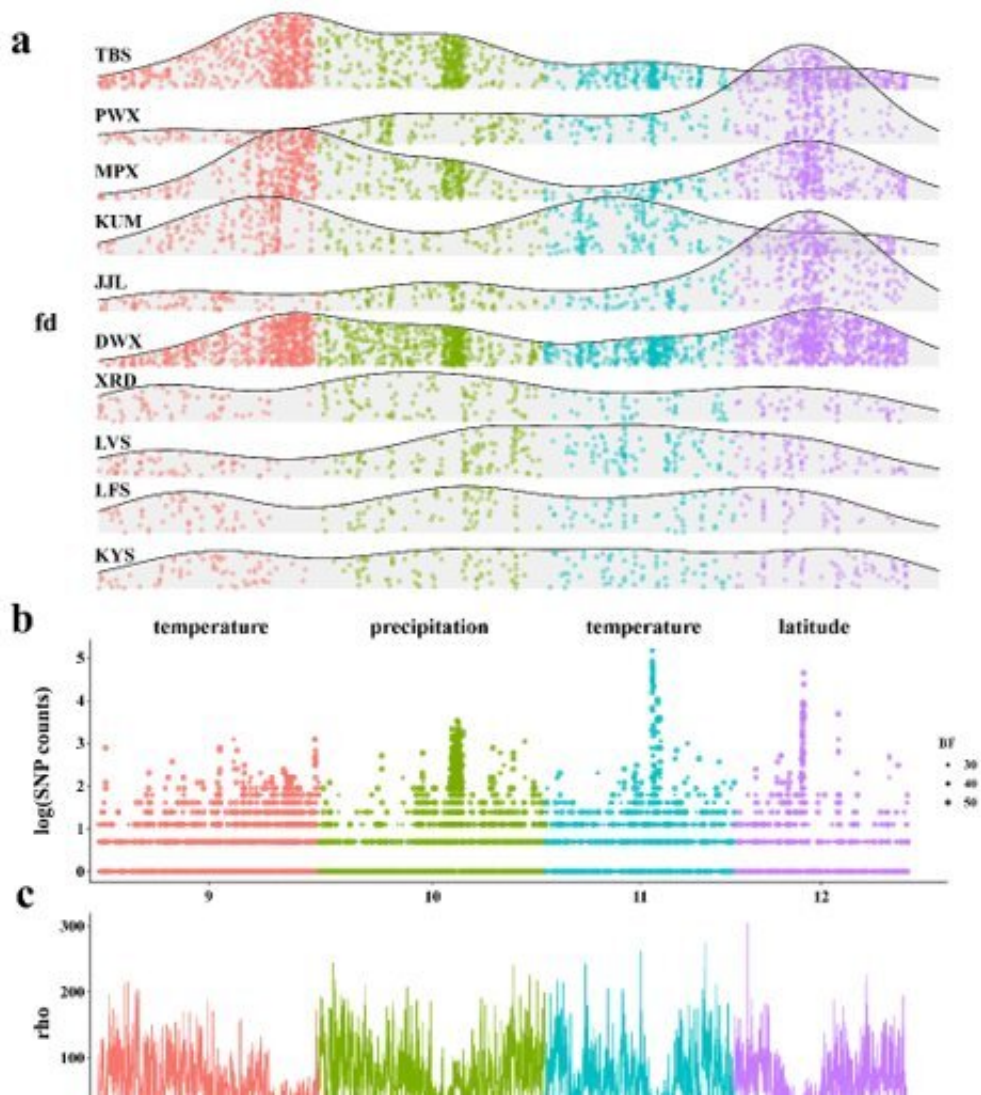 a
TBS
PWX
MPX
KUM
JJL
fd
DWX
XRD
LVS
LFS
KYS
b
temperature precipitation temperature latitude
5
4
3
2
1
0
log(SNP counts)
BF
30
40
50
9 10 11 12
c
300
200
100
rho